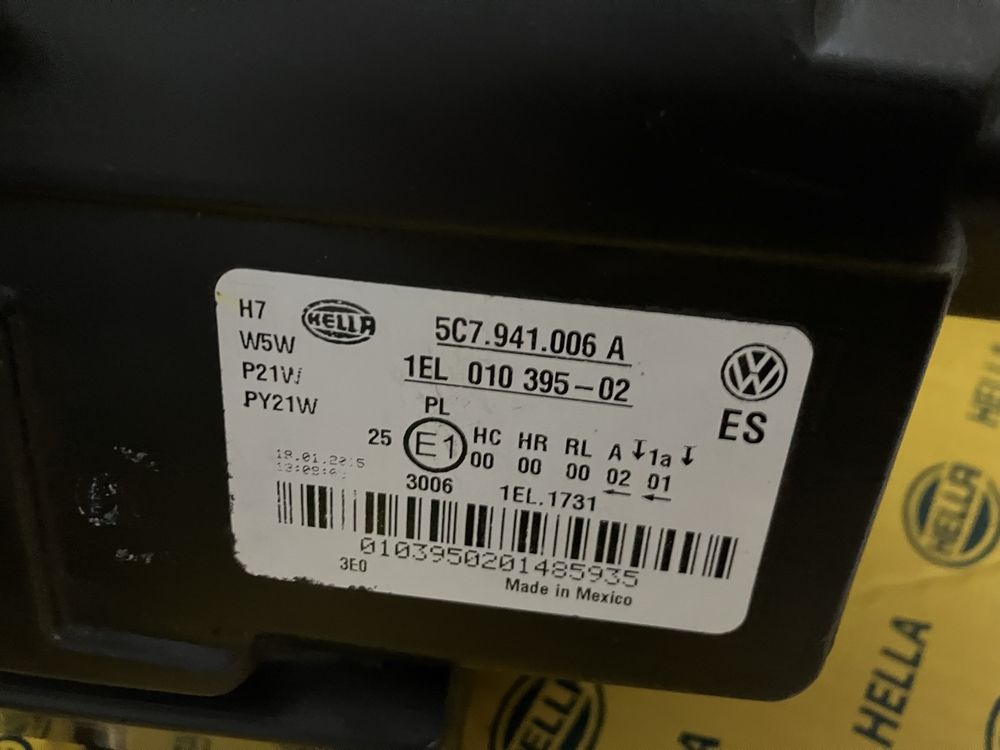 H7
W5W
P21W
PY21W
HELLA
5C7.941.006 A
1EL 010 395-02
ES
PL
25 E1 HC HR RL A ↓ 1a ↓
00 00 00 02 01
← ←
3006 1EL.1731
0103950201485935
3E0
Made in Mexico
HELLA
HELLA
HELLA
HELLA